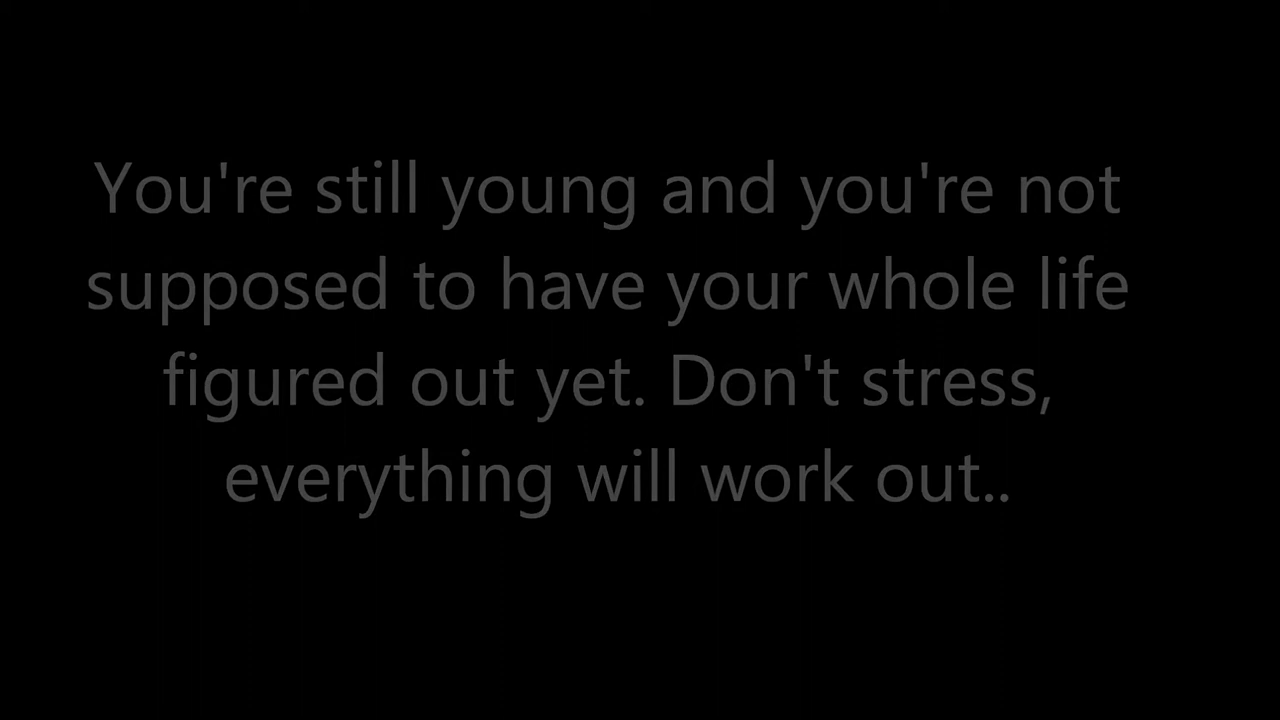 You're still young and you're not
supposed to have your whole life
figured out yet. Don't stress,
everything will work out..